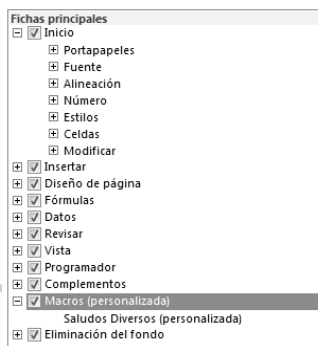 Fichas principales
Inicio
Portapapeles
Fuente
Alineación
Número
Estilos
Celdas
Modificar
Insertar
Diseño de página
Fórmulas
Datos
Revisar
Vista
Programador
Complementos
Macros (personalizada)
Saludos Diversos (personalizada)
Eliminación del fondo